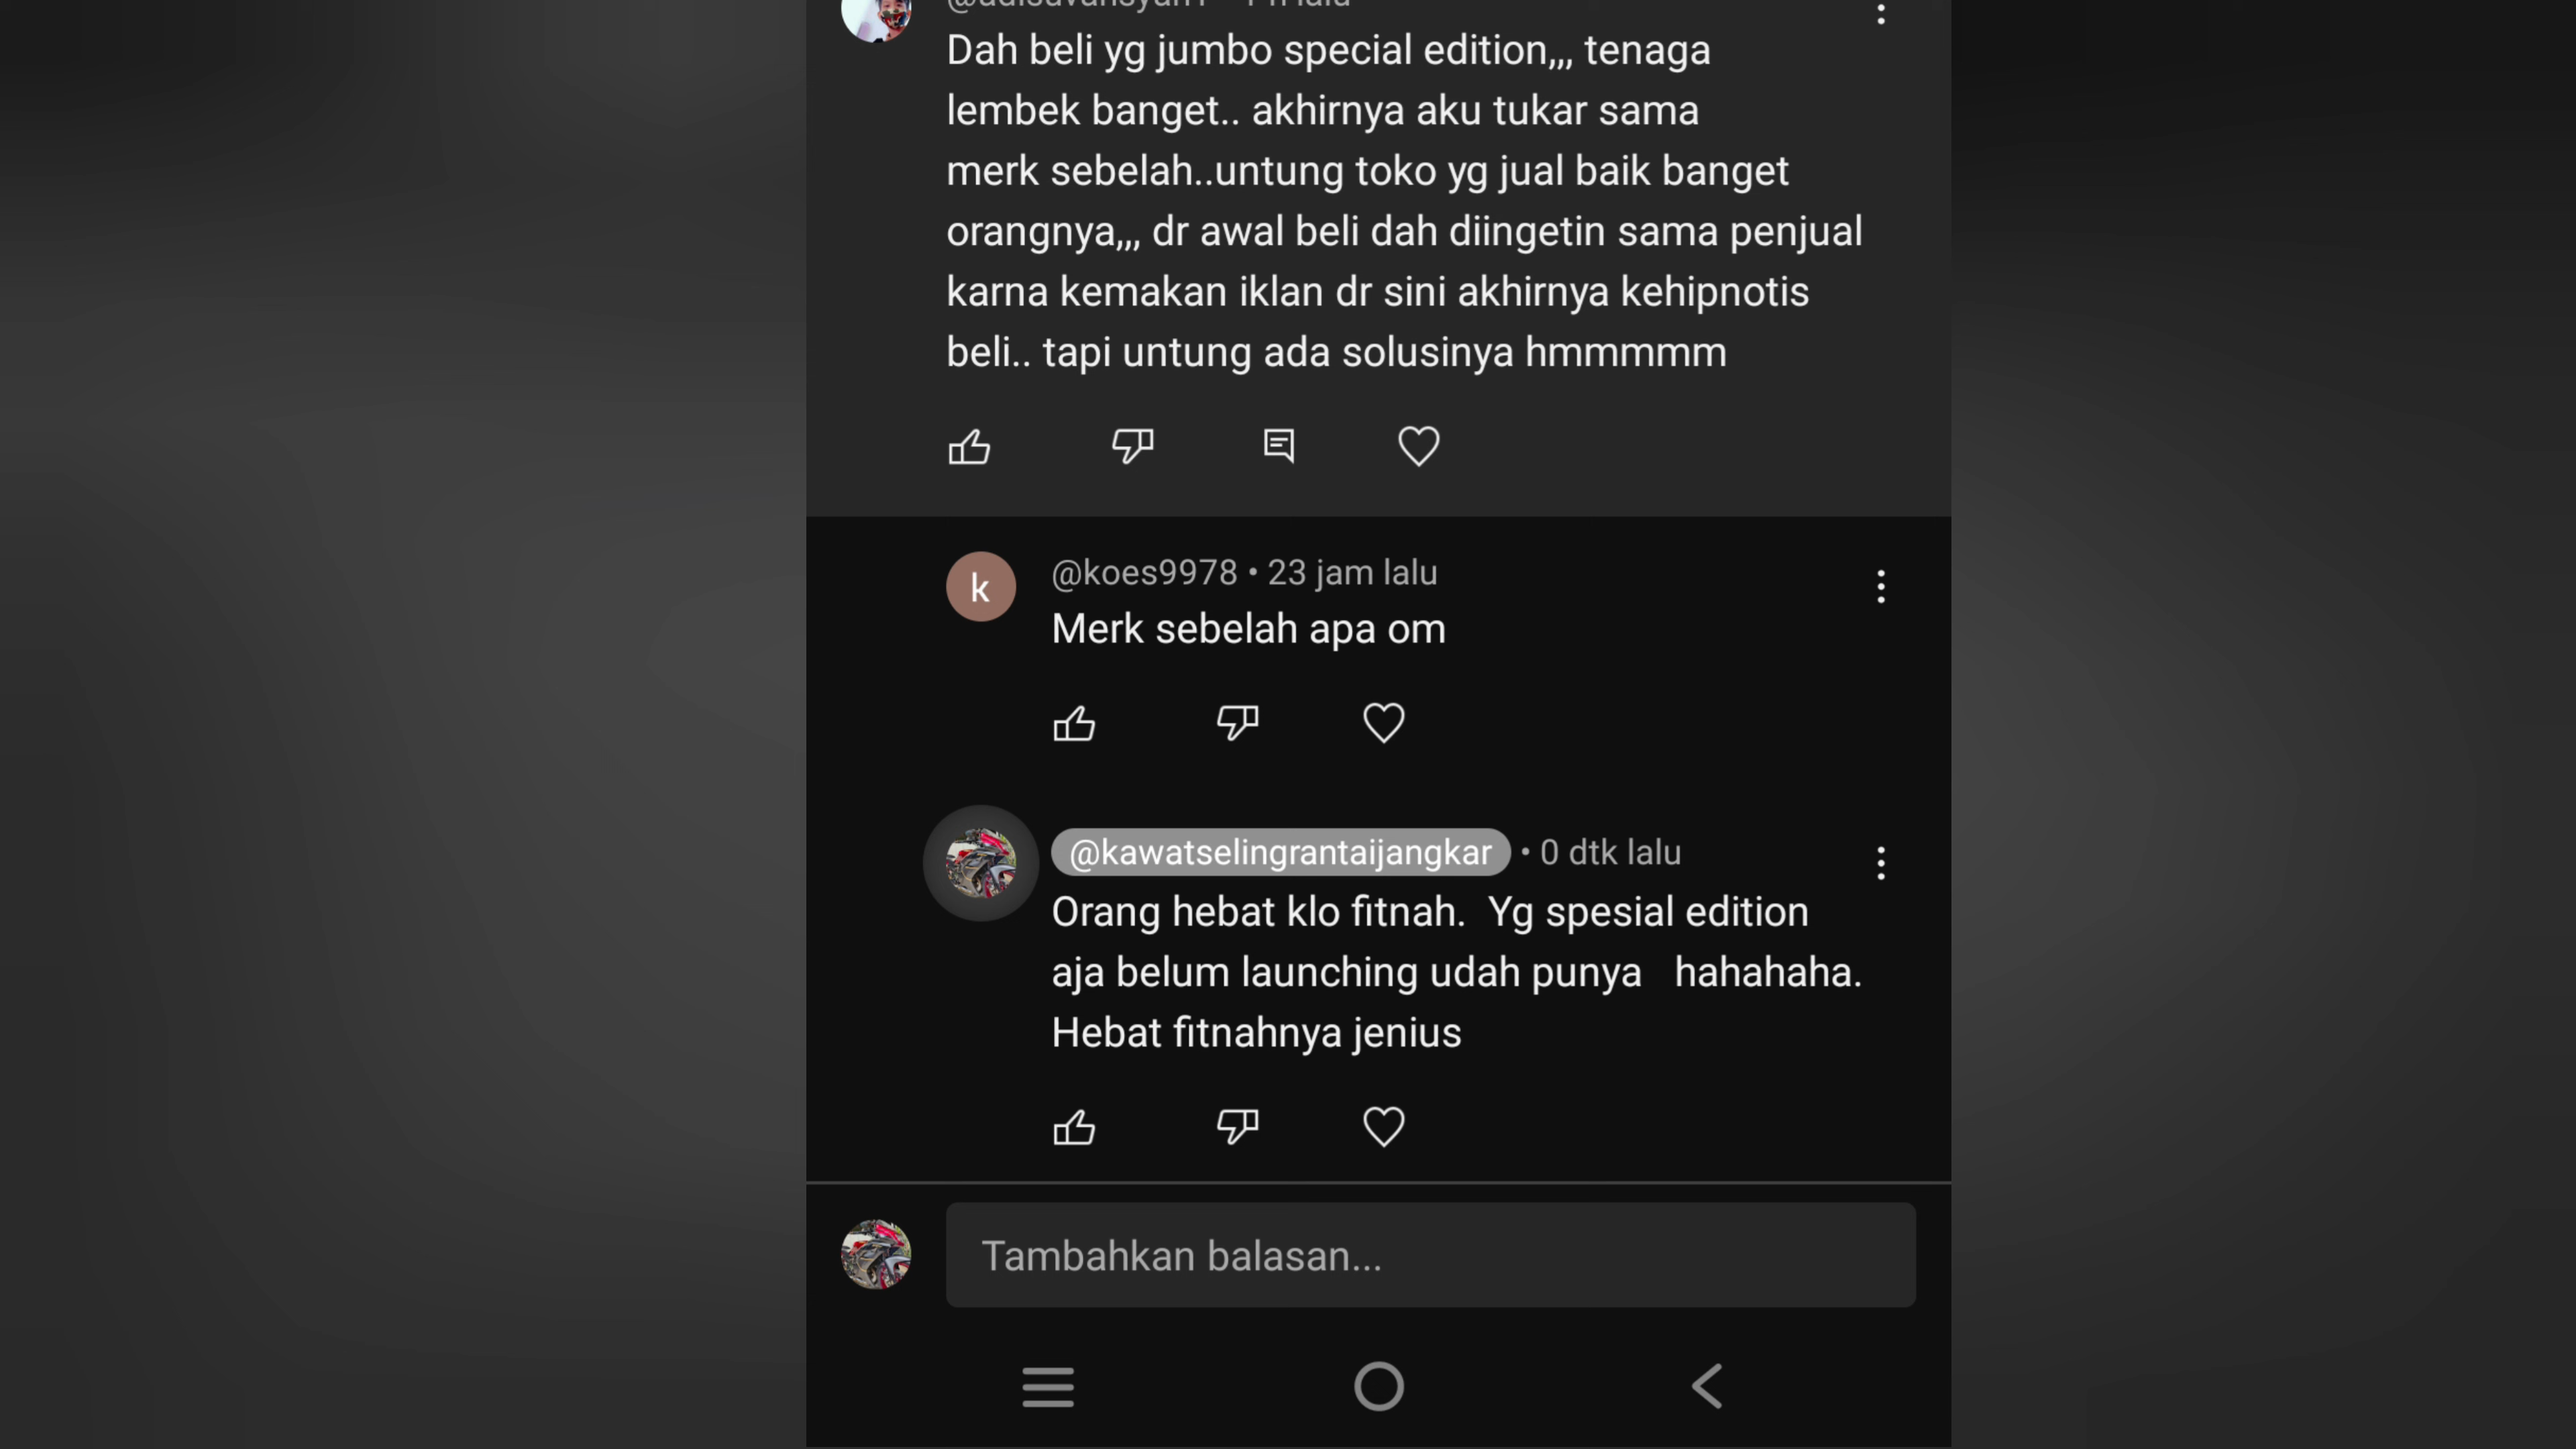 Dah beli yg jumbo special edition,,, tenaga
lembek banget.. akhirnya aku tukar sama
merk sebelah..untung toko yg jual baik banget
orangnya,,, dr awal beli dah diingetin sama penjual
karna kemakan iklan dr sini akhirnya kehipnotis
beli.. tapi untung ada solusinya hmmmmm
k
@koes9978 • 23 jam lalu
Merk sebelah apa om
@kawatselingrantaijangkar • 0 dtk lalu
Orang hebat klo fitnah.  Yg spesial edition
aja belum launching udah punya   hahahaha.
Hebat fitnahnya jenius
Tambahkan balasan...